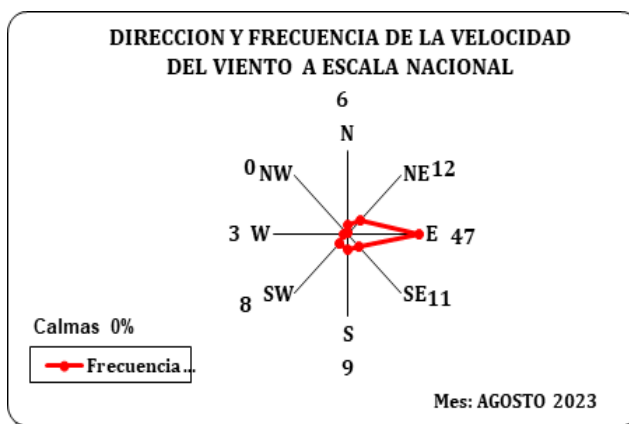 DIRECCION Y FRECUENCIA DE LA VELOCIDAD
DEL VIENTO A ESCALA NACIONAL
6
N
0 NW
NE 12
3 W
E 47
8 SW
SE 11
S
9
Calmas 0%
Frecuencia...
Mes: AGOSTO 2023